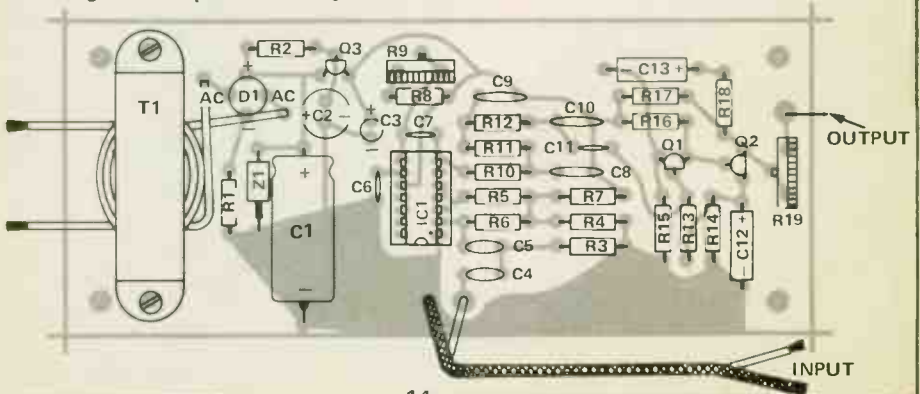 R2
Q3
R9
T1
AC
D1
AC
+
C2
C3
R8
C7
C9
R12
R11
R10
R5
R6
C5
C4
C10
C11
C8
R7
R4
R3
− C13 +
R17
R16
R18
Q1
Q2
OUTPUT
R19
R1
Z1
+
C1
−
C6
IC1
R15
R13
R14
− C12 +
INPUT